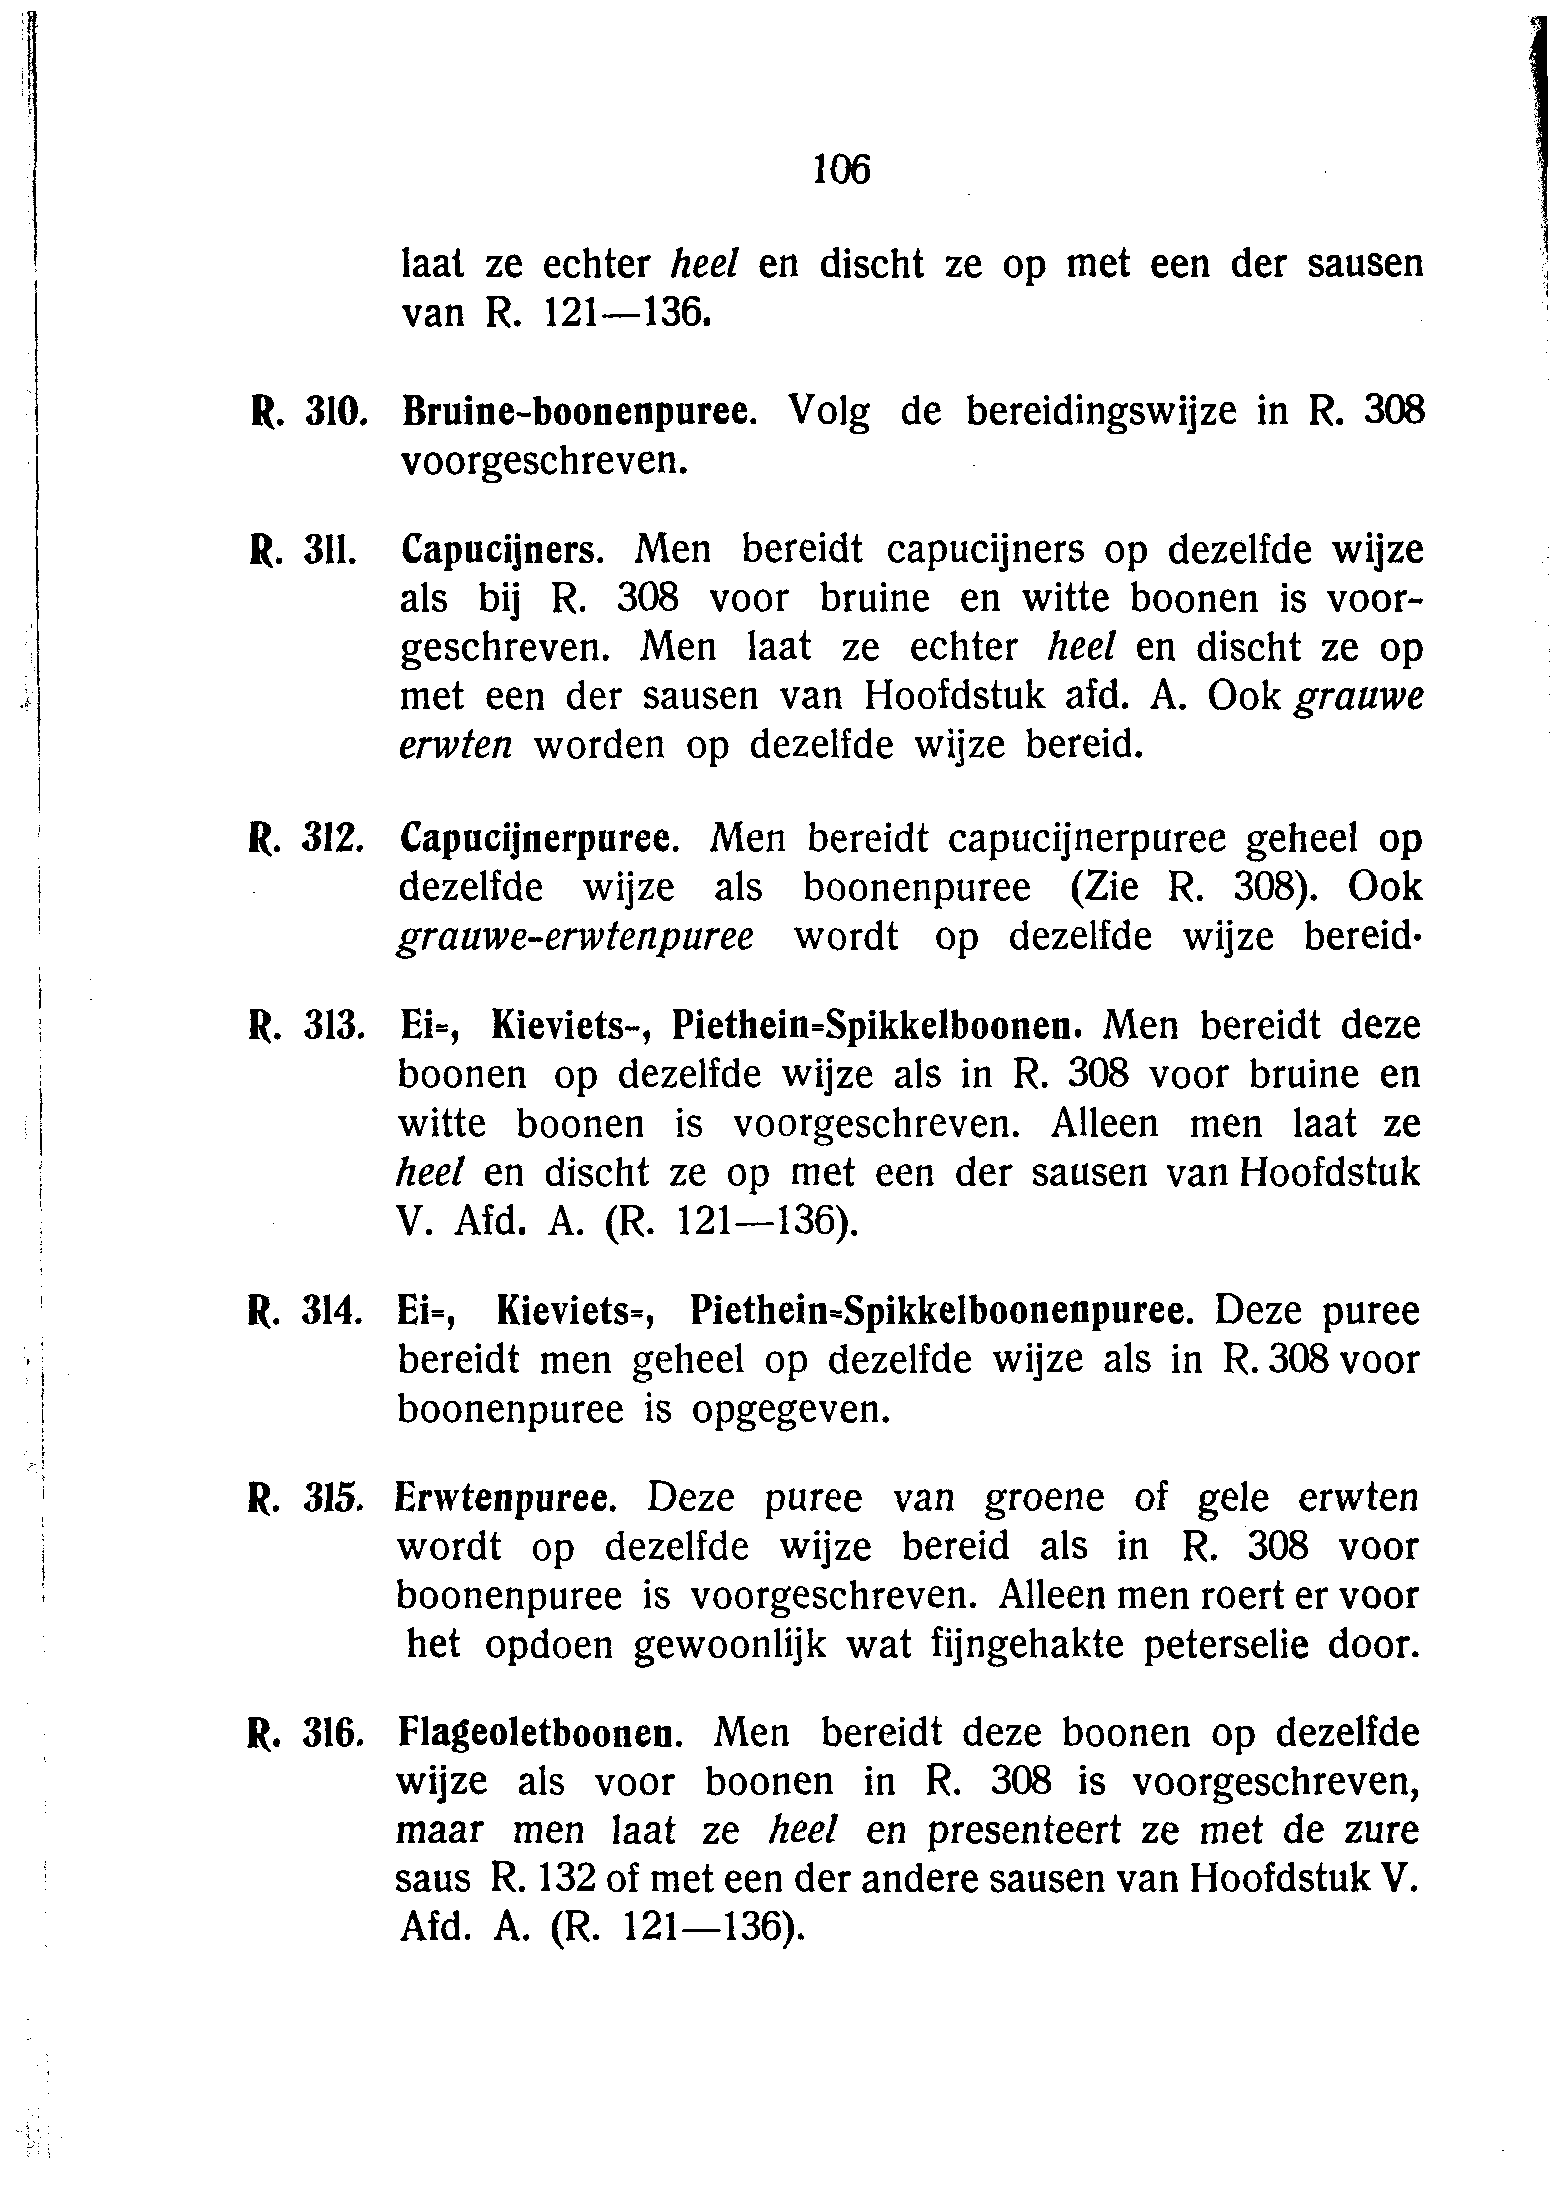 106
laat ze echter heel en discht ze op met een der sausen
van R. 121—136.
R. 310. Bruine-boonenpuree. Volg de bereidingswijze in R. 308
voorgeschreven.
R. 311. Capucijners. Men bereidt capucijners op dezelfde wijze
als bij R. 308 voor bruine en witte boonen is voor-
geschreven. Men laat ze echter heel en discht ze op
met een der sausen van Hoofdstuk afd. A. Ook grauwe
erwten worden op dezelfde wijze bereid.
R. 312. Capucijnerpuree. Men bereidt capucijnerpuree geheel op
dezelfde wijze als boonenpuree (Zie R. 308). Ook
grauwe-erwtenpuree wordt op dezelfde wijze bereid.
R. 313. Ei-, Kieviets-, Piethein-Spikkelboonen. Men bereidt deze
boonen op dezelfde wijze als in R. 308 voor bruine en
witte boonen is voorgeschreven. Alleen men laat ze
heel en discht ze op met een der sausen van Hoofdstuk
V. Afd. A. (R. 121—136).
R. 314. Ei-, Kieviets-, Piethein-Spikkelboonenpuree. Deze puree
bereidt men geheel op dezelfde wijze als in R. 308 voor
boonenpuree is opgegeven.
R. 315. Erwtenpuree. Deze puree van groene of gele erwten
wordt op dezelfde wijze bereid als in R. 308 voor
boonenpuree is voorgeschreven. Alleen men roert er voor
het opdoen gewoonlijk wat fijngehakte peterselie door.
R. 316. Flageoletboonen. Men bereidt deze boonen op dezelfde
wijze als voor boonen in R. 308 is voorgeschreven,
maar men laat ze heel en presenteert ze met de zure
saus R. 132 of met een der andere sausen van Hoofdstuk V.
Afd. A. (R. 121—136).